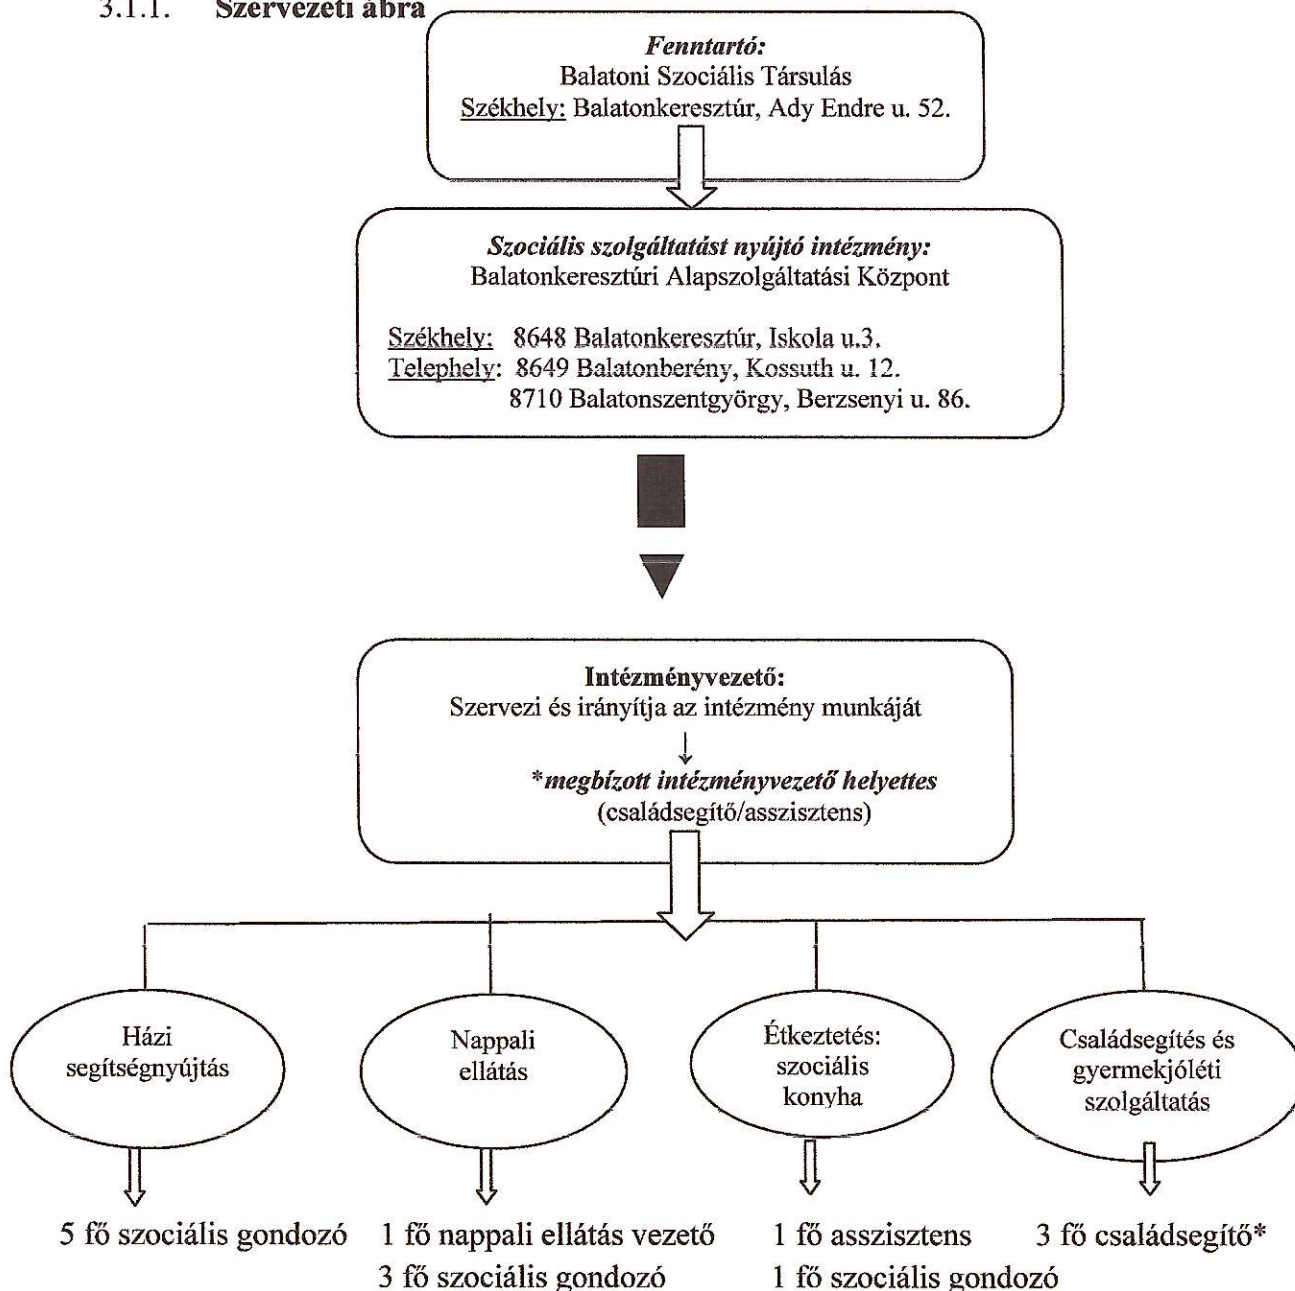 3.1.1. Szervezeti ábra
Fenntartó:
Balatoni Szociális Társulás
Székhely: Balatonkeresztúr, Ady Endre u. 52.
Szociális szolgáltatást nyújtó intézmény:
Balatonkeresztúri Alapszolgáltatási Központ
Székhely: 8648 Balatonkeresztúr, Iskola u.3.
Telephely: 8649 Balatonberény, Kossuth u. 12.
8710 Balatonszentgyörgy, Berzsenyi u. 86.
Intézményvezető:
Szervezi és irányítja az intézmény munkáját
*megbízott intézményvezető helyettes
(családsegítő/asszisztens)
Házi
segítségnyújtás
Nappali
ellátás
Étkeztetés:
szociális
konyha
Családsegítés és
gyermekjóléti
szolgáltatás
5 fő szociális gondozó
1 fő nappali ellátás vezető
3 fő szociális gondozó
1 fő asszisztens
1 fő szociális gondozó
3 fő családsegítő*